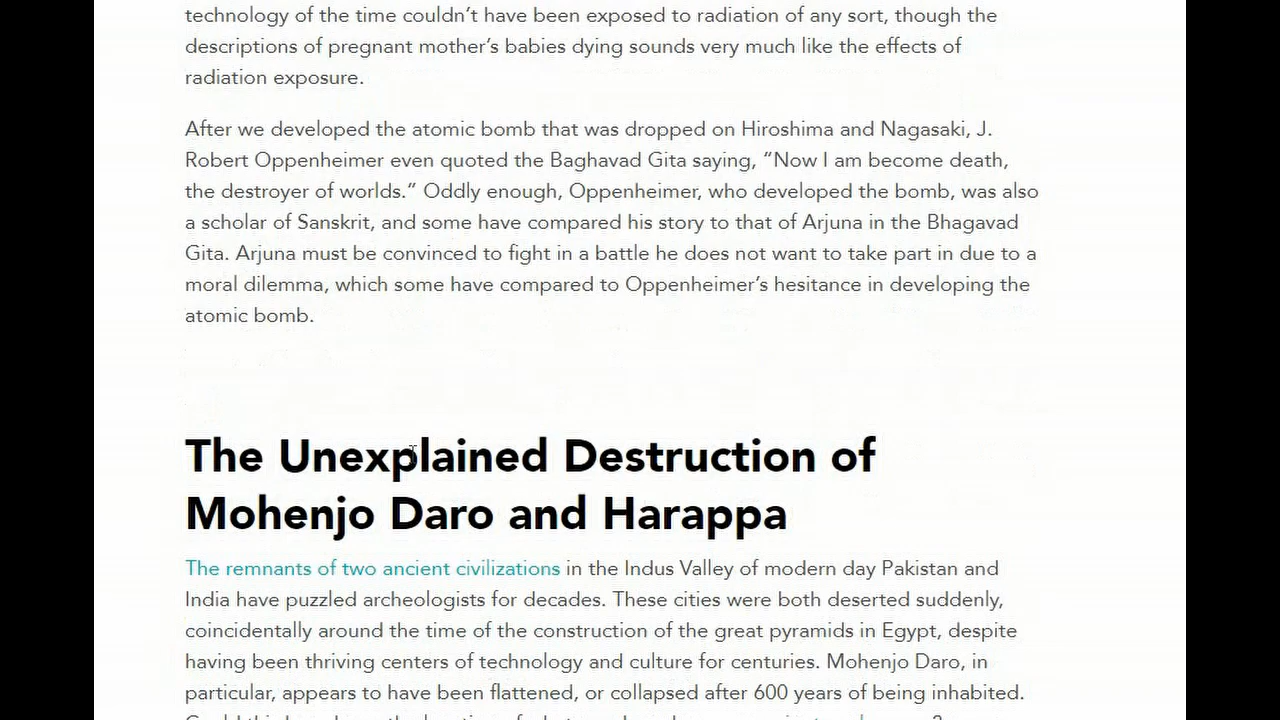 technology of the time couldn’t have been exposed to radiation of any sort, though the
descriptions of pregnant mother’s babies dying sounds very much like the effects of
radiation exposure.
After we developed the atomic bomb that was dropped on Hiroshima and Nagasaki, J.
Robert Oppenheimer even quoted the Baghavad Gita saying, “Now I am become death,
the destroyer of worlds.” Oddly enough, Oppenheimer, who developed the bomb, was also
a scholar of Sanskrit, and some have compared his story to that of Arjuna in the Bhagavad
Gita. Arjuna must be convinced to fight in a battle he does not want to take part in due to a
moral dilemma, which some have compared to Oppenheimer’s hesitance in developing the
atomic bomb.
The Unexplained Destruction of
Mohenjo Daro and Harappa
The remnants of two ancient civilizations in the Indus Valley of modern day Pakistan and
India have puzzled archeologists for decades. These cities were both deserted suddenly,
coincidentally around the time of the construction of the great pyramids in Egypt, despite
having been thriving centers of technology and culture for centuries. Mohenjo Daro, in
particular, appears to have been flattened, or collapsed after 600 years of being inhabited.